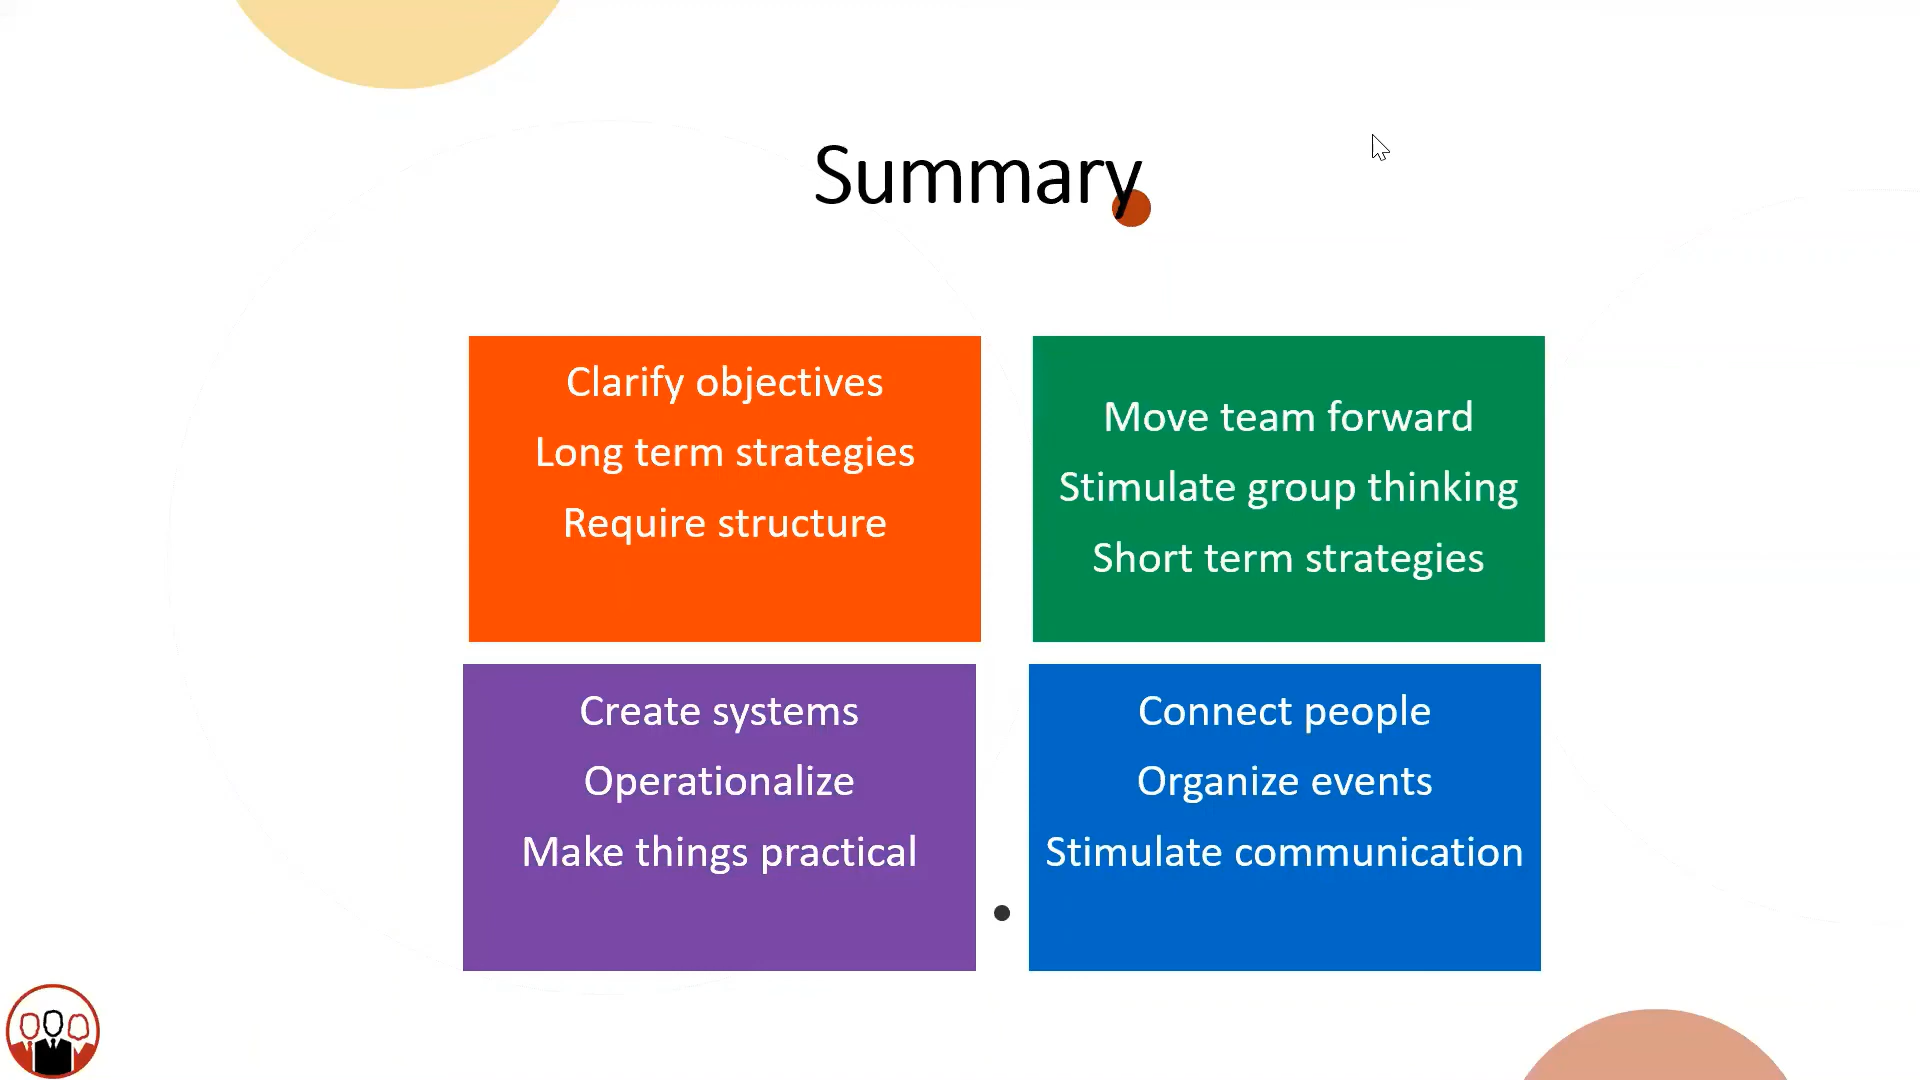 Summary
Clarify objectives
Long term strategies
Require structure
Move team forward
Stimulate group thinking
Short term strategies
Create systems
Operationalize
Make things practical
Connect people
Organize events
Stimulate communication